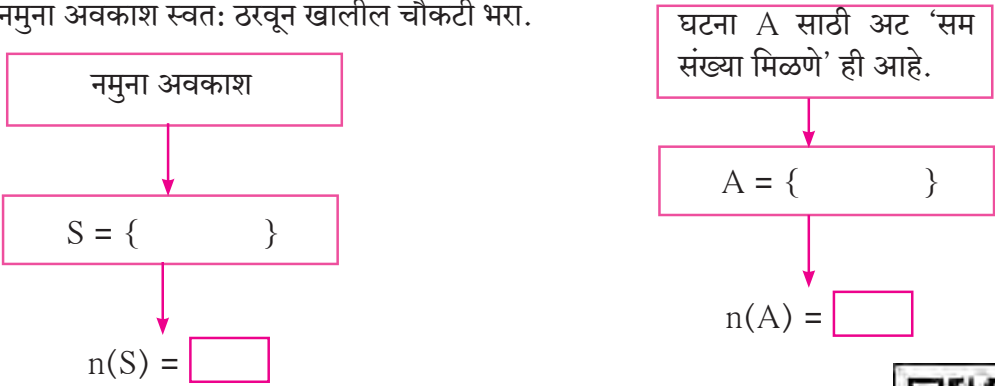 नमुना अवकाश स्वत: ठरवून खालील चौकटी भरा.
नमुना अवकाश
S = { }
n(S) =
घटना A साठी अट ‘सम
संख्या मिळणे’ ही आहे.
A = { }
n(A) =